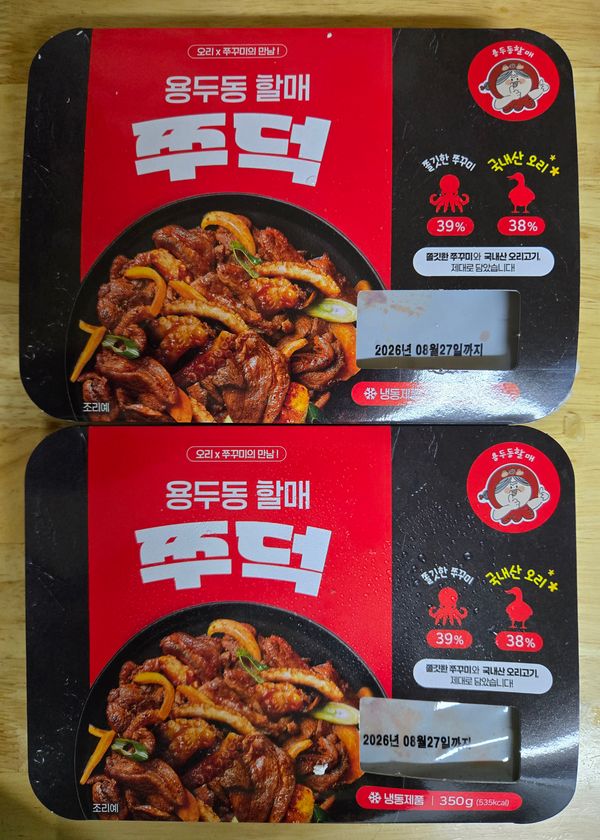 오리 x 쭈꾸미의 만남!
용두동 할매
쭈덕
용두동할매
쫄깃한 쭈꾸미
국내산 오리
39%
38%
쫄깃한 쭈꾸미와 국내산 오리고기,
제대로 담았습니다!
2026년 08월27일까지
냉동제품
조리예
오리 x 쭈꾸미의 만남!
용두동 할매
쭈덕
용두동할매
쫄깃한 쭈꾸미
국내산 오리
39%
38%
쫄깃한 쭈꾸미와 국내산 오리고기,
제대로 담았습니다!
2026년 08월27일까지
냉동제품 | 350g (535kcal)
조리예